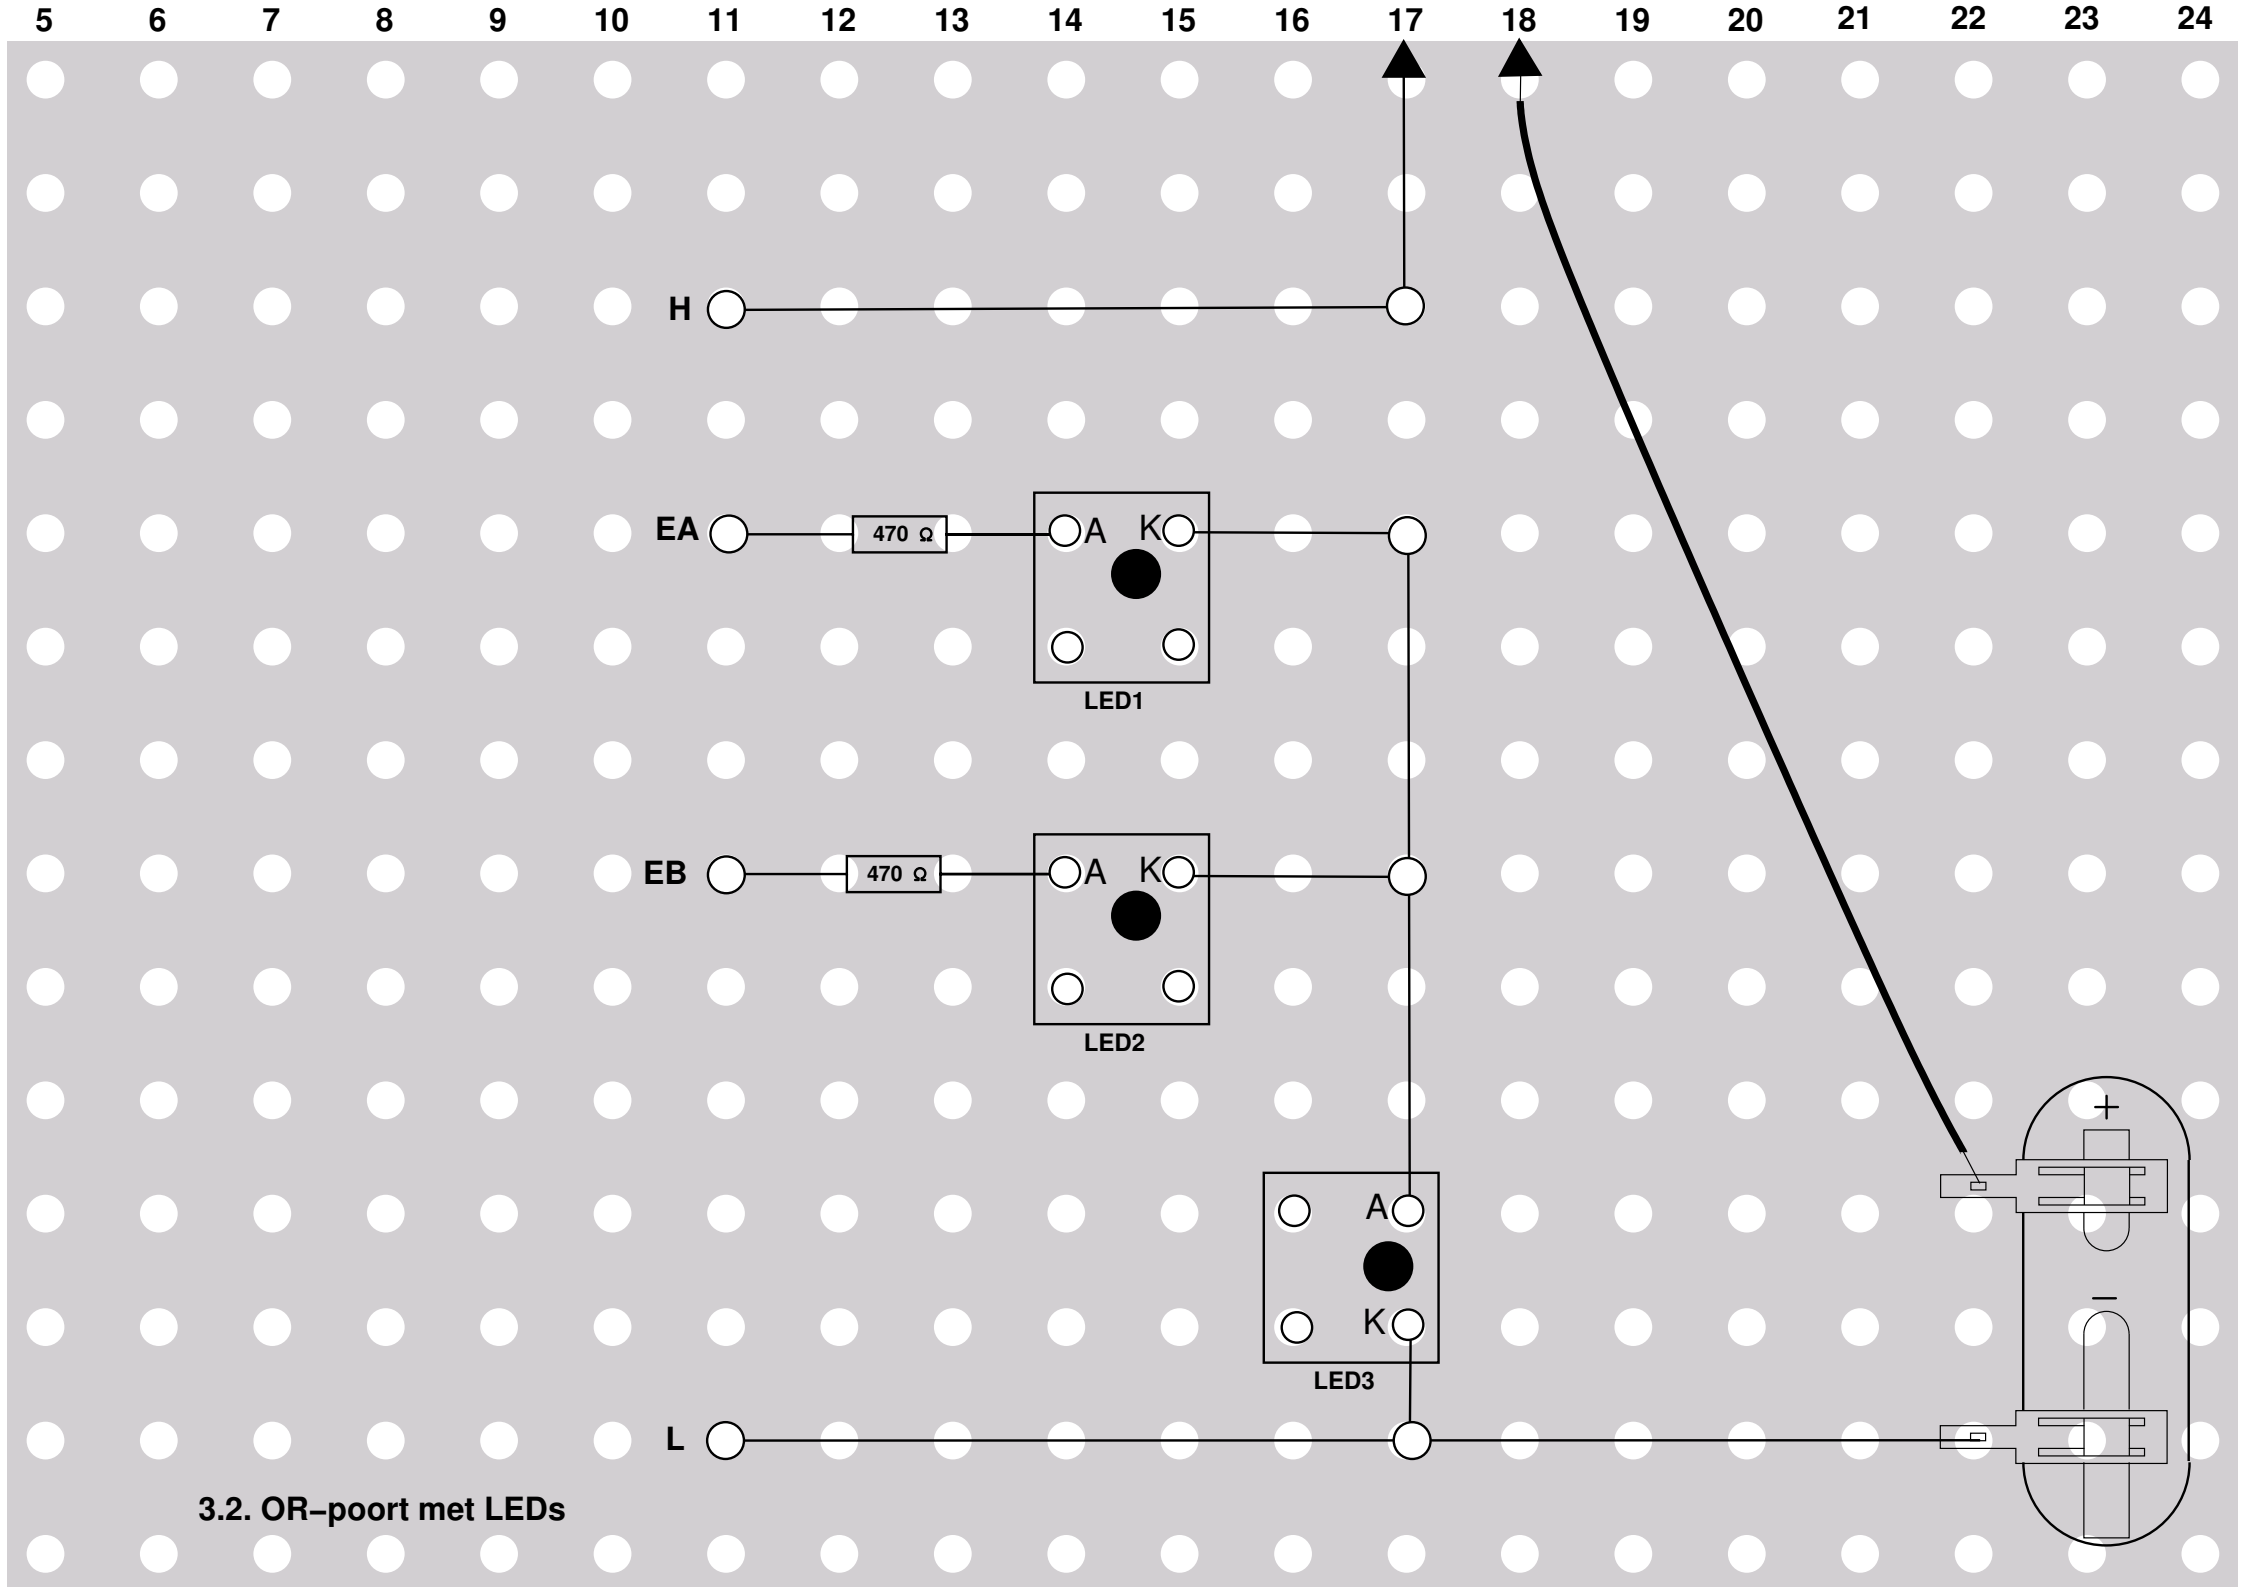 5 6 7 8 9 10 11 12 13 14 15 16 17 18 19 20 21 22 23 24
H
EA 470 Ω A K
LED1
EB 470 Ω A K
LED2
+
A
−
K
LED3
L
3.2. OR−poort met LEDs